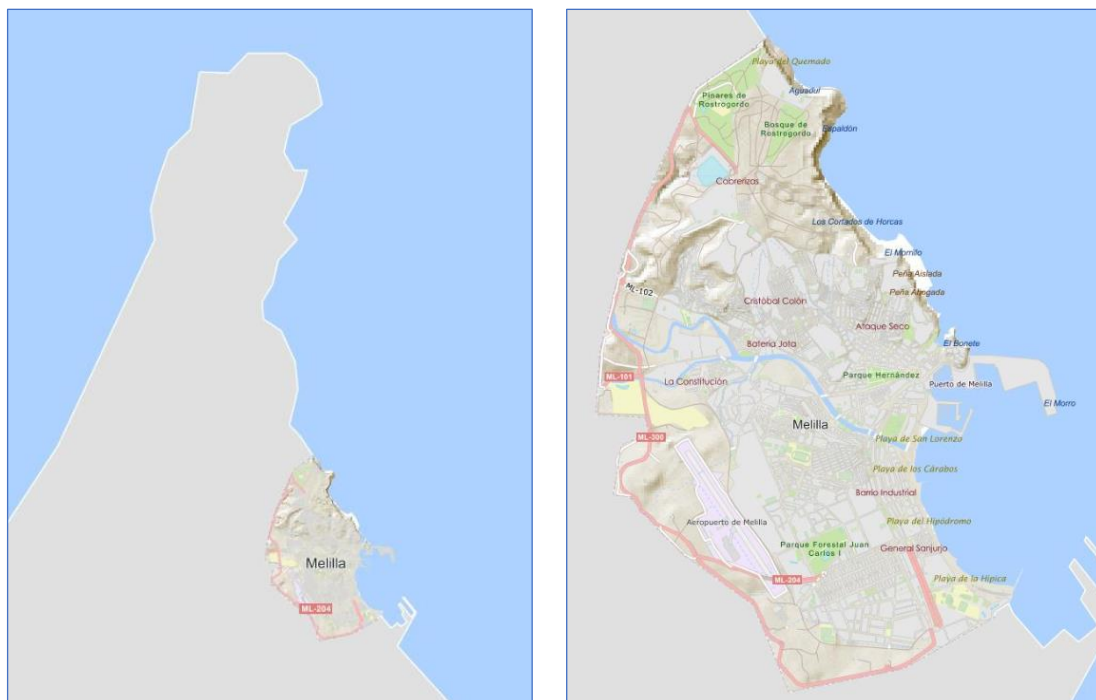 Melilla
ML-204
Playa del Quemado
Aguadul
Pinares de
Rostrogordo
Bosque de
Rostrogordo
Espaldón
Cabrerizas
Los Cortados de Horcas
El Morrillo
Peña Aislada
ML-102
Peña Ahogada
Cristóbal Colón
Ataque Seco
El Bonete
Batería Jota
Parque Hernández
ML-101
La Constitución
Puerto de Melilla
El Morro
Melilla
ML-300
Playa de San Lorenzo
Playa de los Cárabos
Barrio Industrial
Aeropuerto de Melilla
Playa del Hipódromo
Parque Forestal Juan
Carlos I
General Sanjurjo
ML-204
Playa de la Hípica